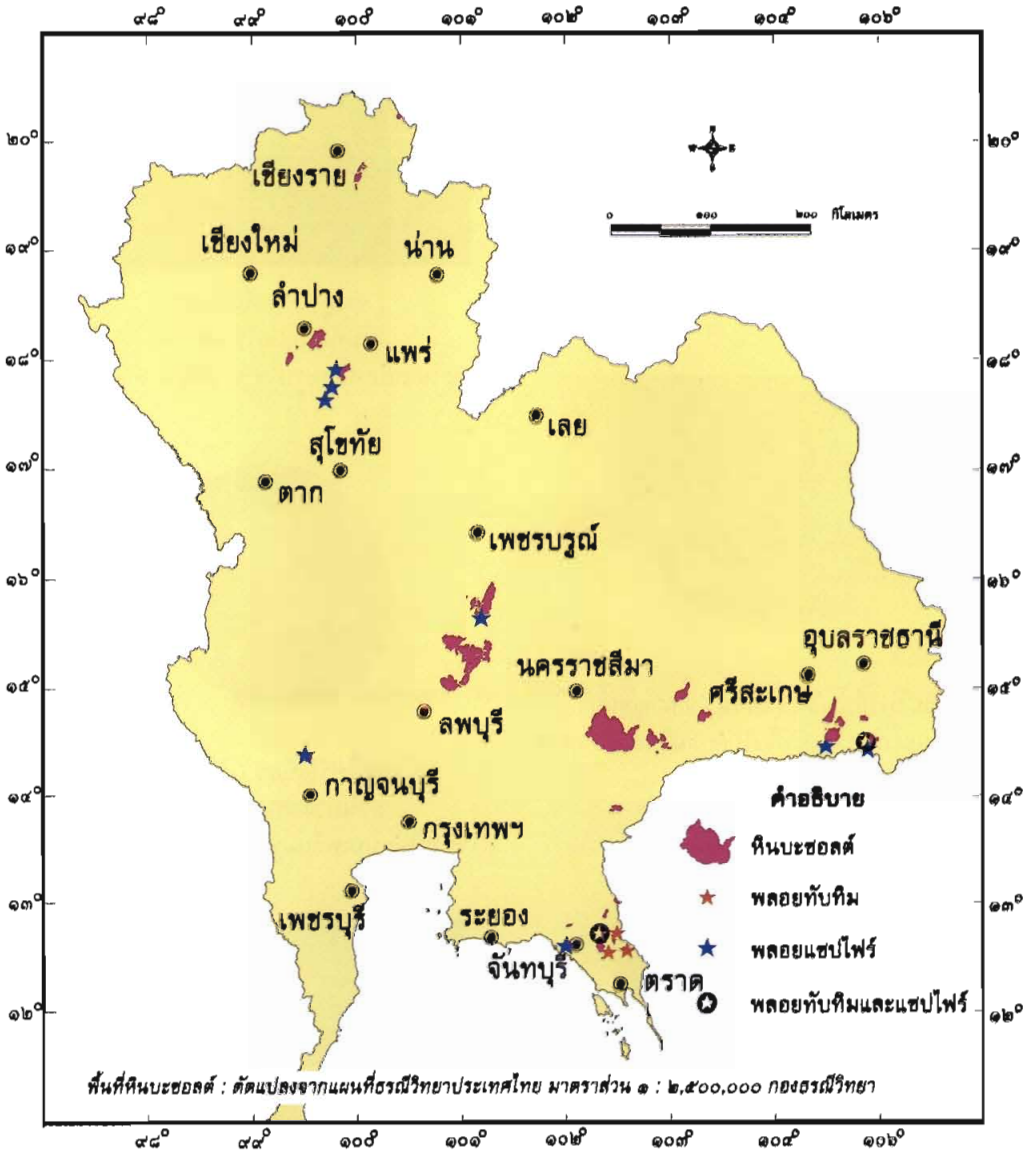 ๙๘° ๙๙° ๑๐๐° ๑๐๑° ๑๐๒° ๑๐๓° ๑๐๔° ๑๐๖°
๒๐° ๒๐°
N
W E
S
เชียงราย
๐ ๑๐๐ ๒๐๐ กิโลเมตร
เชียงใหม่ น่าน
๑๙° ๑๙°
ลำปาง
แพร่
๑๘° ๑๘°
เลย
สุโขทัย
๑๗° ๑๗°
ตาก
เพชรบรูณ์
๑๖° ๑๖°
อุบลราชธานี
นครราชสีมา
ศรีสะเกษ
๑๕° ๑๕°
ลพบุรี
กาญจนบุรี
๑๔° ๑๔°
คำอธิบาย
กรุงเทพฯ
หินบะซอลต์
พลอยทับทิม
๑๓° ๑๓°
เพชรบุรี
ระยอง
พลอยแซปไฟร์
จันทบุรี
ตราด
พลอยทับทิมและแซปไฟร์
๑๒° ๑๒°
พื้นที่หินบะซอลต์ : ดัดแปลงจากแผนที่ธรณีวิทยาประเทศไทย มาตราส่วน ๑ : ๒,๕๐๐,๐๐๐ กองธรณีวิทยา
๙๘° ๙๙° ๑๐๐° ๑๐๑° ๑๐๒° ๑๐๓° ๑๐๔° ๑๐๖°